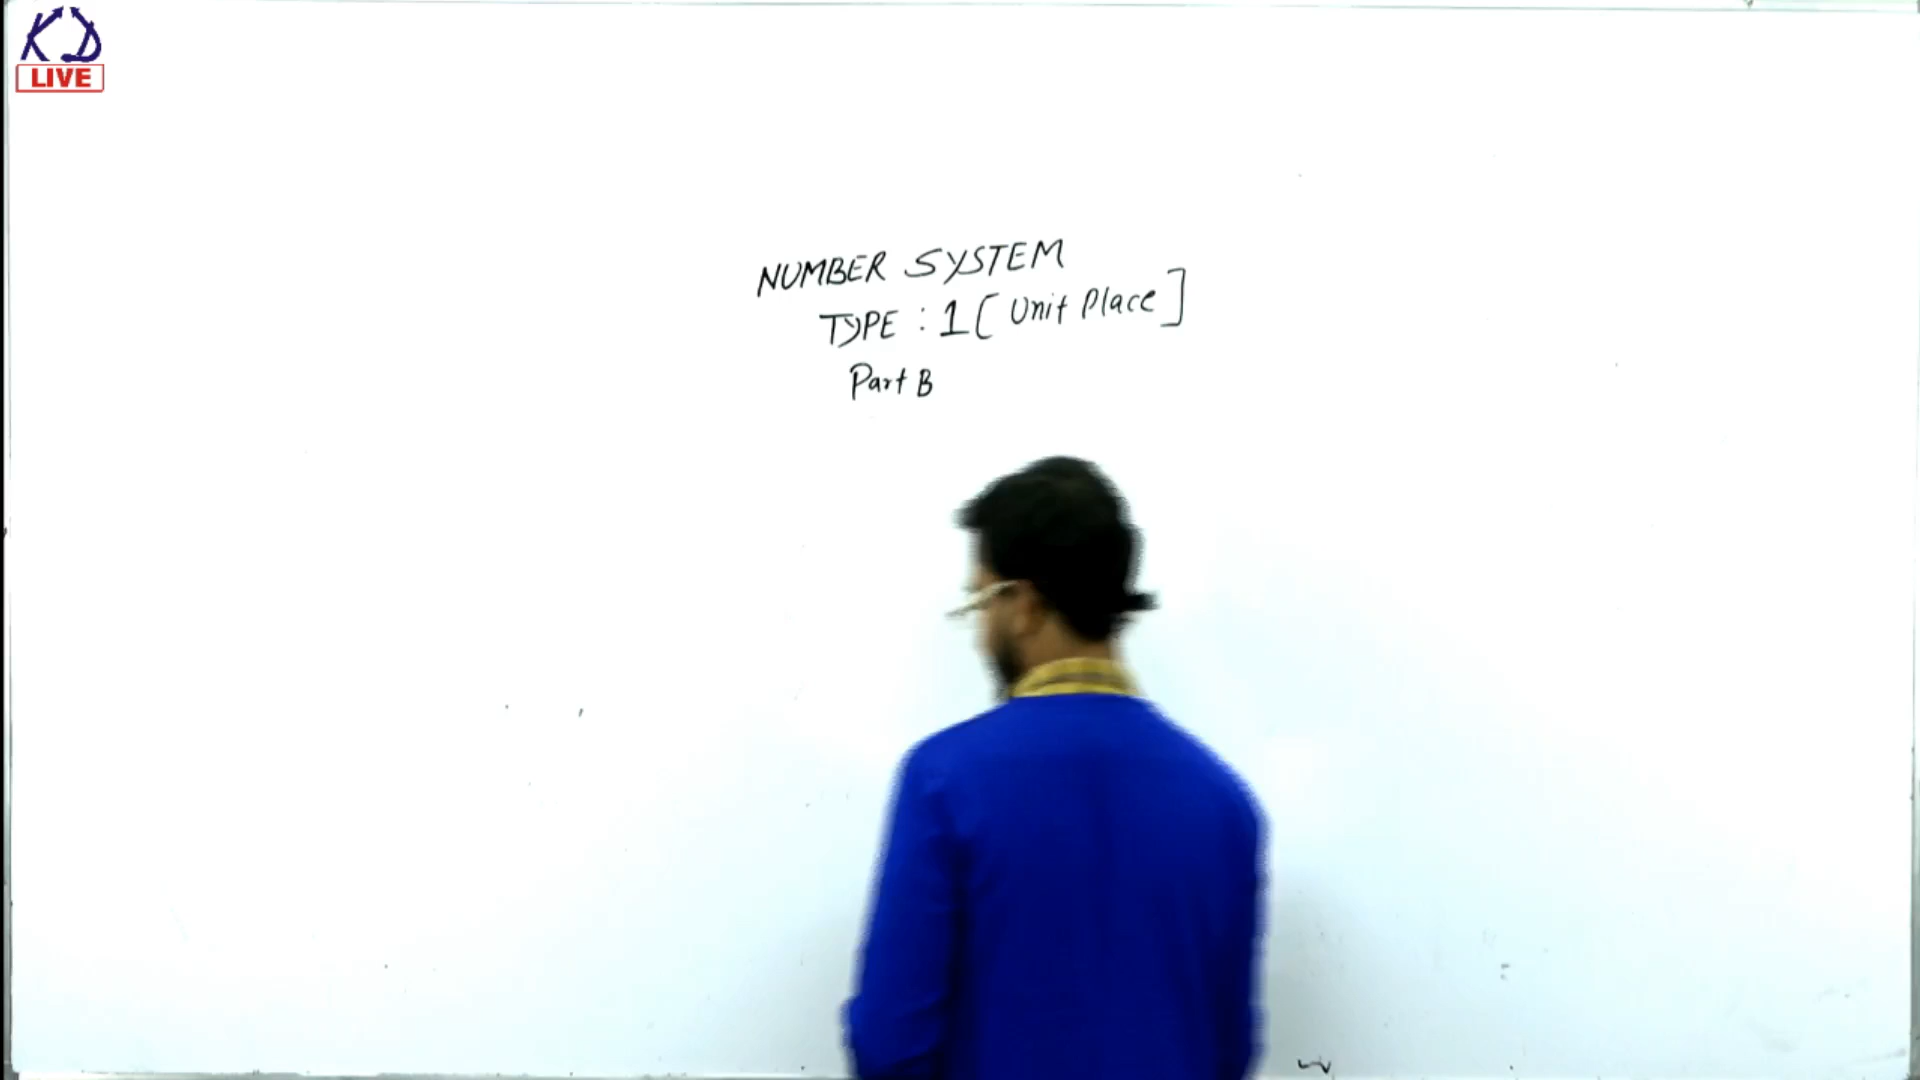 KD
LIVE
NUMBER SYSTEM
TYPE : 1 [ Unit Place ]
Part B